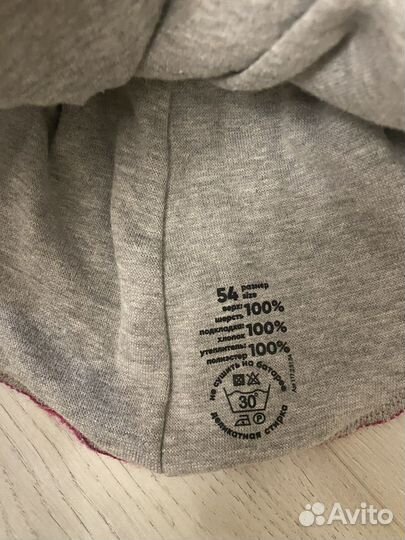 54 размер
size
верх:
шерсть 100%
подкладка:
хлопок 100%
утеплитель:
полиэстер 100%
не сушить на батарее
30°
P
деликатная стирка
Avito